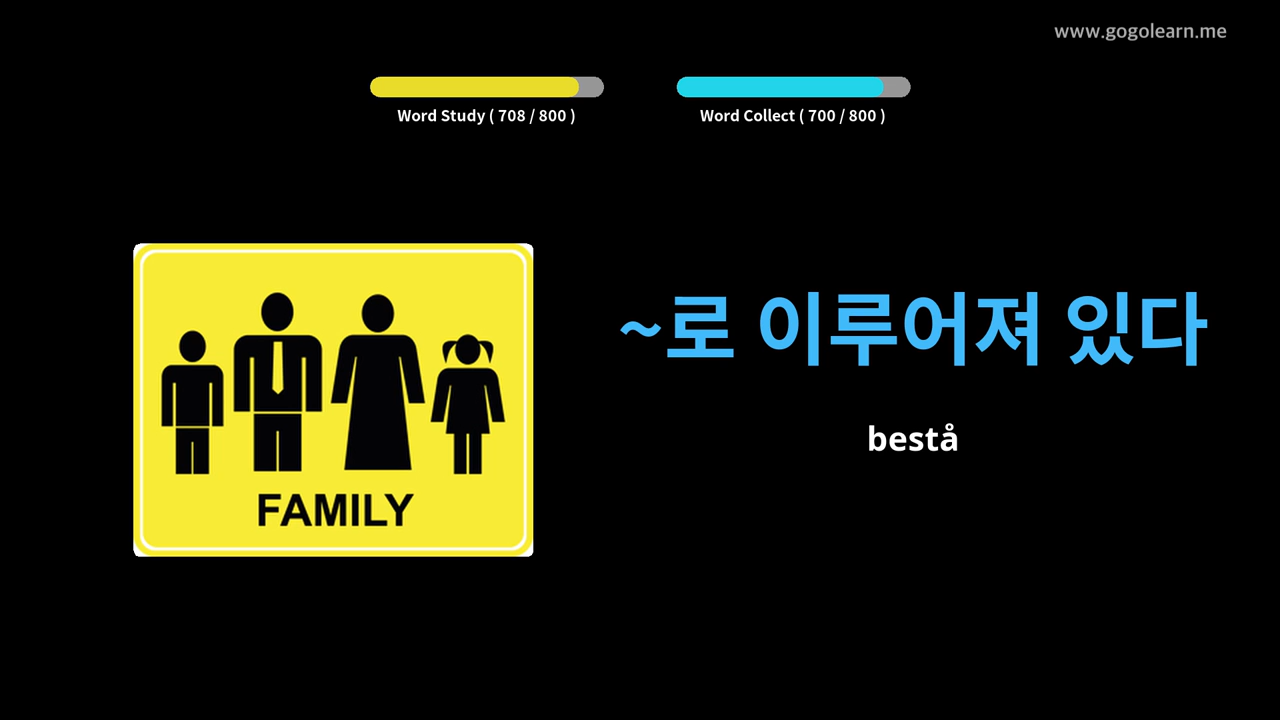 www.gogolearn.me
Word Study ( 708 / 800 )
Word Collect ( 700 / 800 )
FAMILY
~로 이루어져 있다
bestå